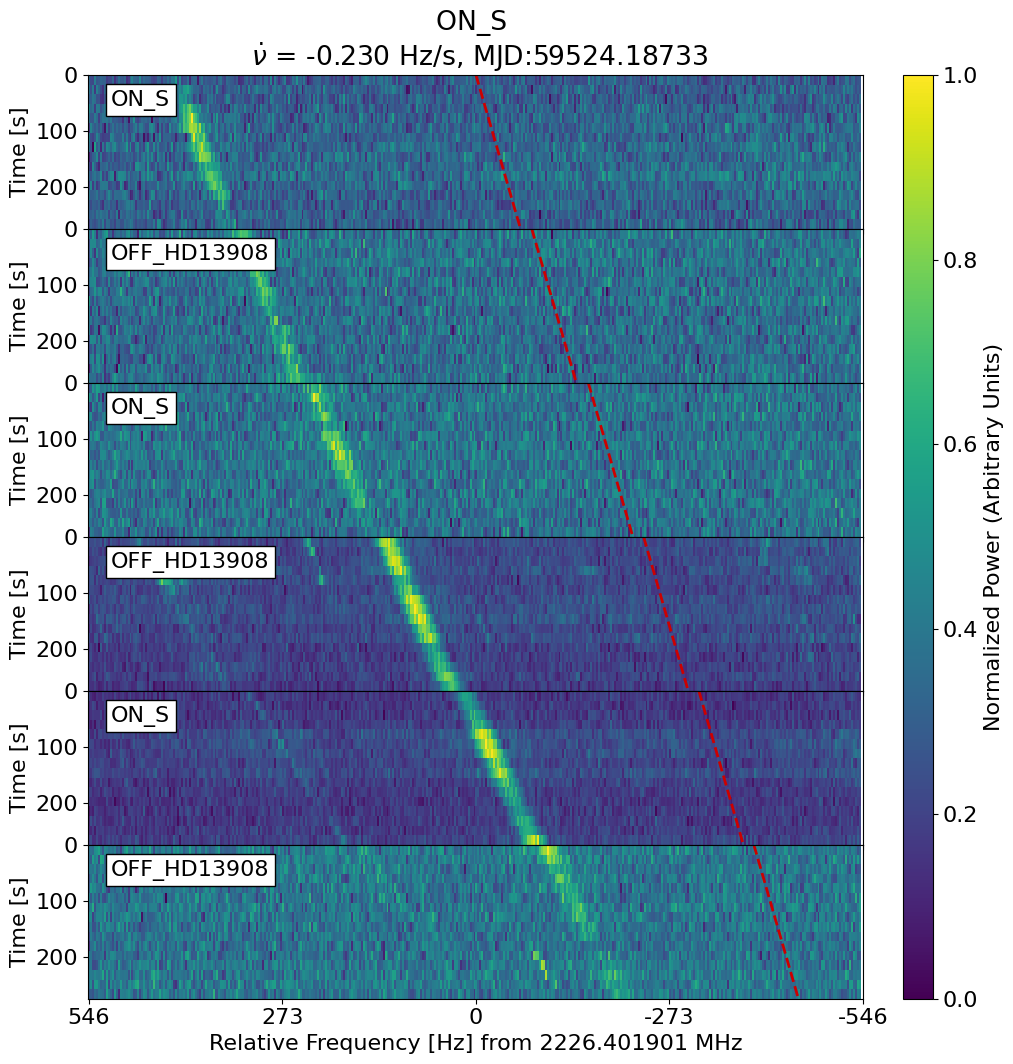 ON_S
ν̇ = -0.230 Hz/s, MJD:59524.18733
0
ON_S
100
200
Time [s]
0
OFF_HD13908
100
200
Time [s]
0
ON_S
100
200
Time [s]
0
OFF_HD13908
100
200
Time [s]
0
ON_S
100
200
Time [s]
0
OFF_HD13908
100
200
Time [s]
546 273 0 -273 -546
Relative Frequency [Hz] from 2226.401901 MHz
1.0
0.8
0.6
0.4
0.2
0.0
Normalized Power (Arbitrary Units)